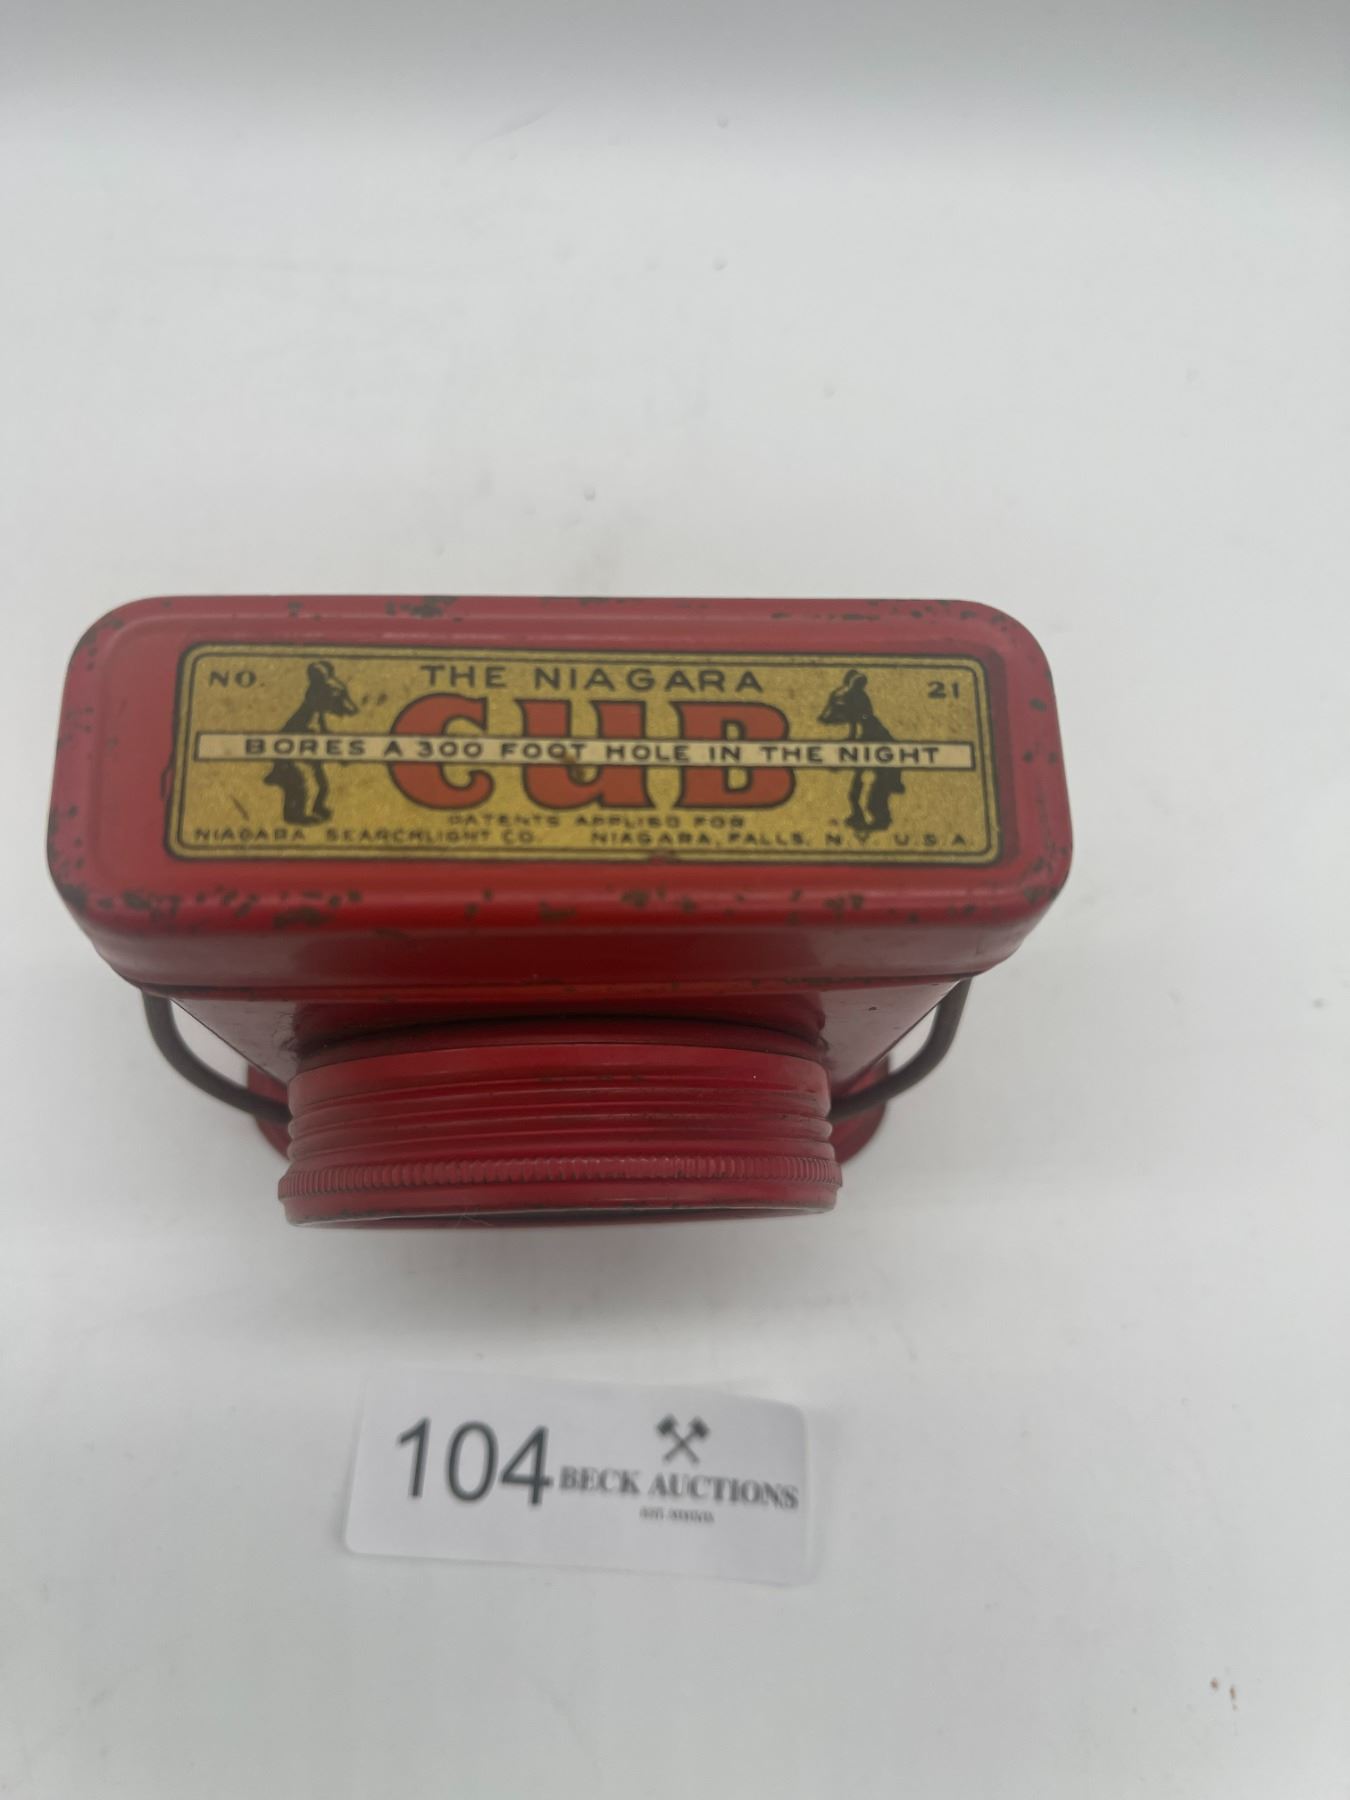 NO. THE NIAGARA 21
CUB
BORES A 300 FOOT HOLE IN THE NIGHT
PATENTS APPLIED FOR
NIAGARA SEARCHLIGHT CO. NIAGARA, FALLS, N.Y. U.S.A.
104 BECK AUCTIONS